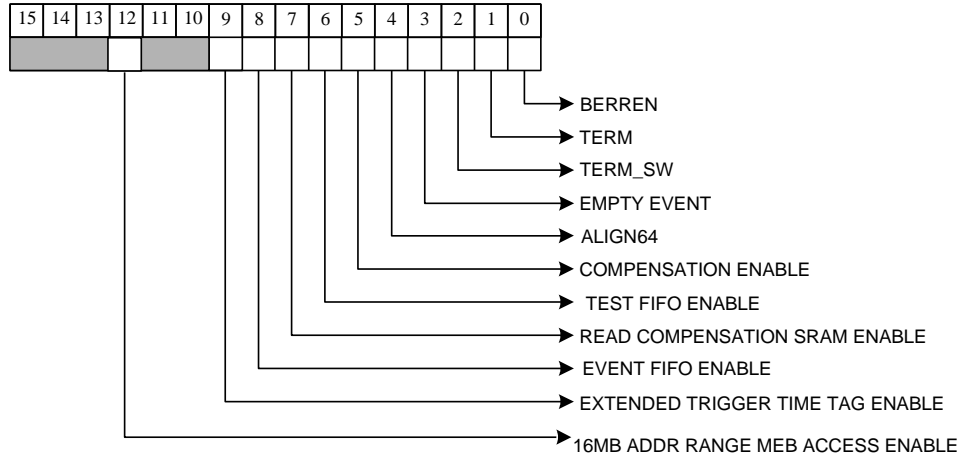 15 14 13 12 11 10 9 8 7 6 5 4 3 2 1 0
BERREN
TERM
TERM_SW
EMPTY EVENT
ALIGN64
COMPENSATION ENABLE
TEST FIFO ENABLE
READ COMPENSATION SRAM ENABLE
EVENT FIFO ENABLE
EXTENDED TRIGGER TIME TAG ENABLE
16MB ADDR RANGE MEB ACCESS ENABLE